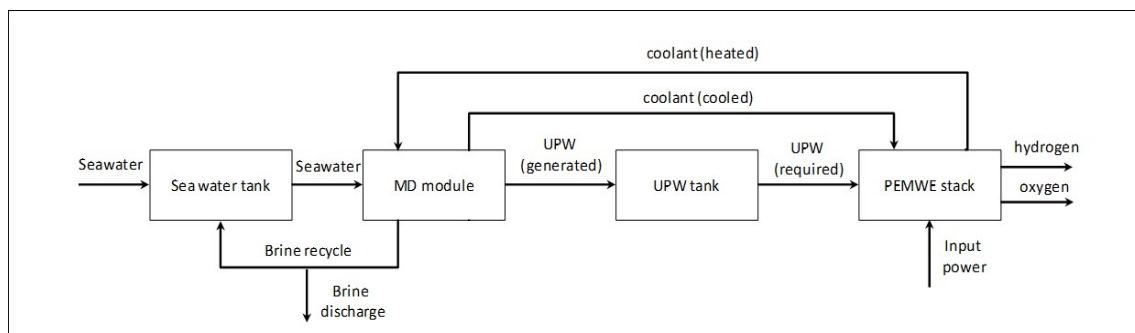 coolant (heated)
coolant (cooled)
Seawater
Sea water tank
Seawater
MD module
UPW
(generated)
UPW tank
UPW
(required)
PEMWE stack
hydrogen
oxygen
Brine recycle
Brine
discharge
Input
power